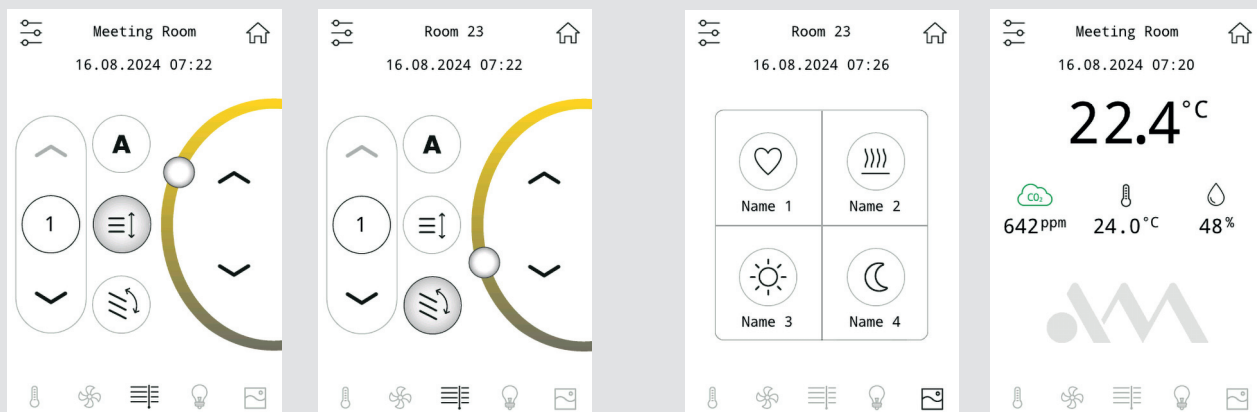 Meeting Room
16.08.2024 07:22
A
1
Room 23
16.08.2024 07:22
A
1
Room 23
16.08.2024 07:26
Name 1
Name 2
Name 3
Name 4
Meeting Room
16.08.2024 07:20
22.4°C
CO₂
642ppm
24.0°C
48%